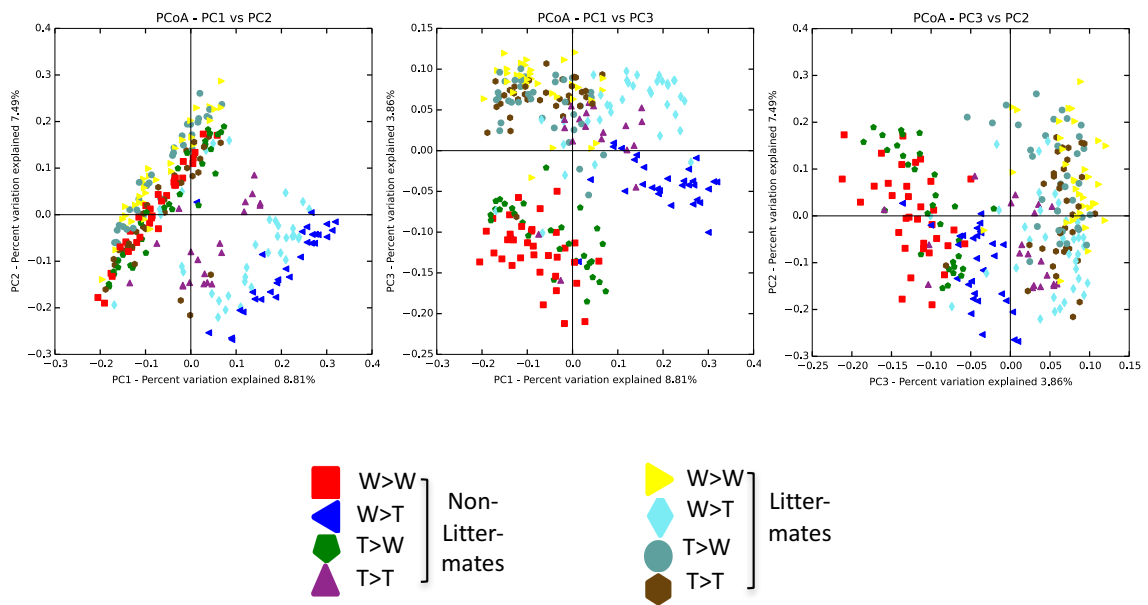 PCoA - PC1 vs PC2
0.4
0.3
0.2
0.1
0.0
−0.1
−0.2
−0.3
PC2 - Percent variation explained 7.49%
−0.3 −0.2 −0.1 0.0 0.1 0.2 0.3 0.4
PC1 - Percent variation explained 8.81%
PCoA - PC1 vs PC3
0.15
0.10
0.05
0.00
−0.05
−0.10
−0.15
−0.20
−0.25
PC3 - Percent variation explained 3.86%
−0.3 −0.2 −0.1 0.0 0.1 0.2 0.3 0.4
PC1 - Percent variation explained 8.81%
PCoA - PC3 vs PC2
0.4
0.3
0.2
0.1
0.0
−0.1
−0.2
−0.3
PC2 - Percent variation explained 7.49%
−0.25 −0.20 −0.15 −0.10 −0.05 0.00 0.05 0.10 0.15
PC3 - Percent variation explained 3.86%
W>W
W>T
T>W
T>T
Non-
Litter-
mates
W>W
W>T
T>W
T>T
Litter-
mates